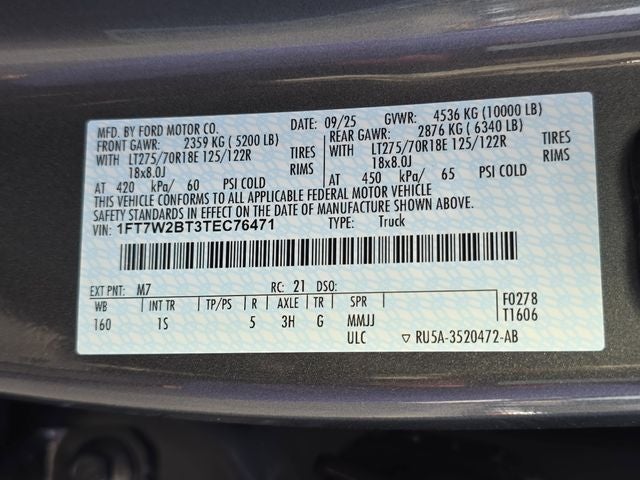 MFD. BY FORD MOTOR CO. DATE: 09/25 GVWR: 4536 KG (10000 LB)
FRONT GAWR: 2359 KG ( 5200 LB) REAR GAWR: 2876 KG ( 6340 LB)
WITH LT275/70R18E 125/122R TIRES WITH LT275/70R18E 125/122R TIRES
18x8.0J RIMS 18x8.0J RIMS
AT 420 kPa/ 60 PSI COLD AT 450 kPa/ 65 PSI COLD
THIS VEHICLE CONFORMS TO ALL APPLICABLE FEDERAL MOTOR VEHICLE
SAFETY STANDARDS IN EFFECT ON THE DATE OF MANUFACTURE SHOWN ABOVE.
VIN: 1FT7W2BT3TEC76471 TYPE: Truck
EXT PNT: M7 RC: 21 DSO:
WB INT TR TP/PS R AXLE TR SPR F0278
160 1S 5 3H G MMJJ T1606
ULC ▽ RU5A-3520472-AB